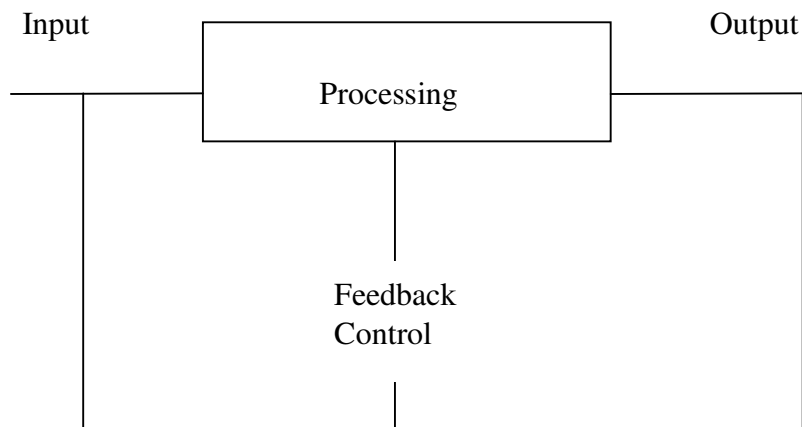 Input
Output
Processing
Feedback
Control